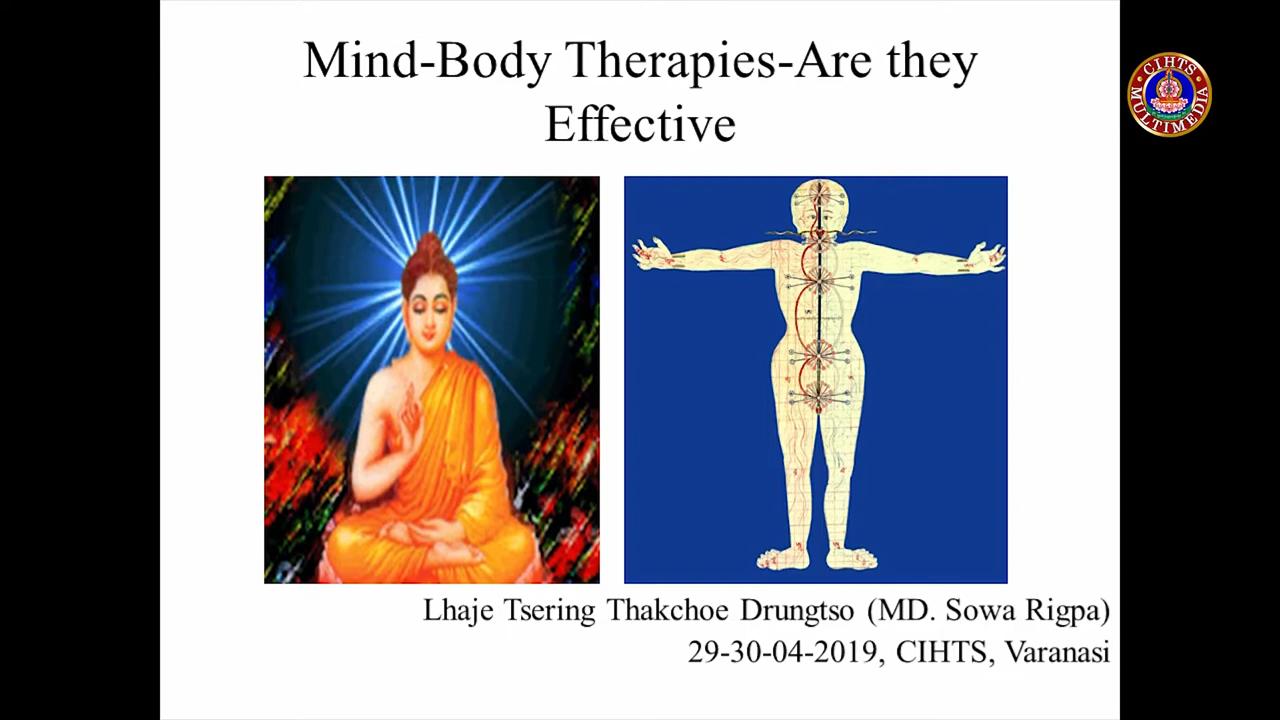 Mind-Body Therapies-Are they
Effective
CIHTS
MULTIMEDIA
Lhaje Tsering Thakchoe Drungtso (MD. Sowa Rigpa)
29-30-04-2019, CIHTS, Varanasi